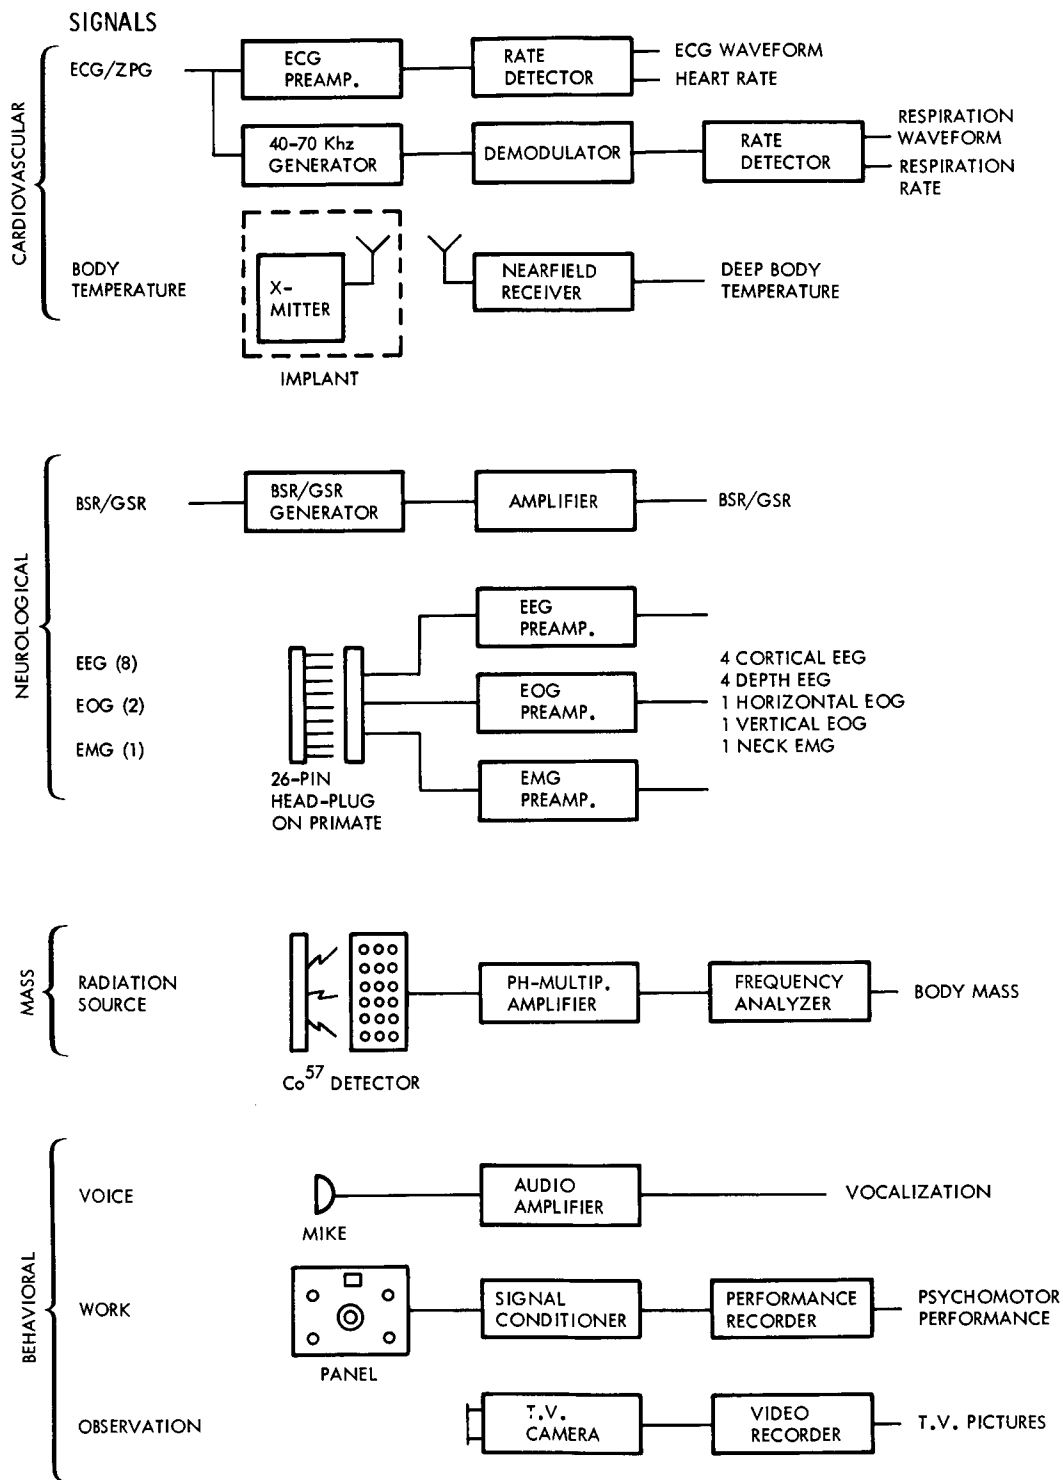 SIGNALS
CARDIOVASCULAR
ECG/ZPG
ECG
PREAMP.
RATE
DETECTOR
ECG WAVEFORM
HEART RATE
40-70 Khz
GENERATOR
DEMODULATOR
RATE
DETECTOR
RESPIRATION
WAVEFORM
RESPIRATION
RATE
BODY
TEMPERATURE
X-
MITTER
IMPLANT
NEARFIELD
RECEIVER
DEEP BODY
TEMPERATURE
NEUROLOGICAL
BSR/GSR
BSR/GSR
GENERATOR
AMPLIFIER
BSR/GSR
EEG (8)
EOG (2)
EMG (1)
26-PIN
HEAD-PLUG
ON PRIMATE
EEG
PREAMP.
EOG
PREAMP.
EMG
PREAMP.
4 CORTICAL EEG
4 DEPTH EEG
1 HORIZONTAL EOG
1 VERTICAL EOG
1 NECK EMG
MASS
RADIATION
SOURCE
Co57 DETECTOR
PH-MULTIP.
AMPLIFIER
FREQUENCY
ANALYZER
BODY MASS
BEHAVIORAL
VOICE
MIKE
AUDIO
AMPLIFIER
VOCALIZATION
WORK
PANEL
SIGNAL
CONDITIONER
PERFORMANCE
RECORDER
PSYCHOMOTOR
PERFORMANCE
OBSERVATION
T.V.
CAMERA
VIDEO
RECORDER
T.V. PICTURES